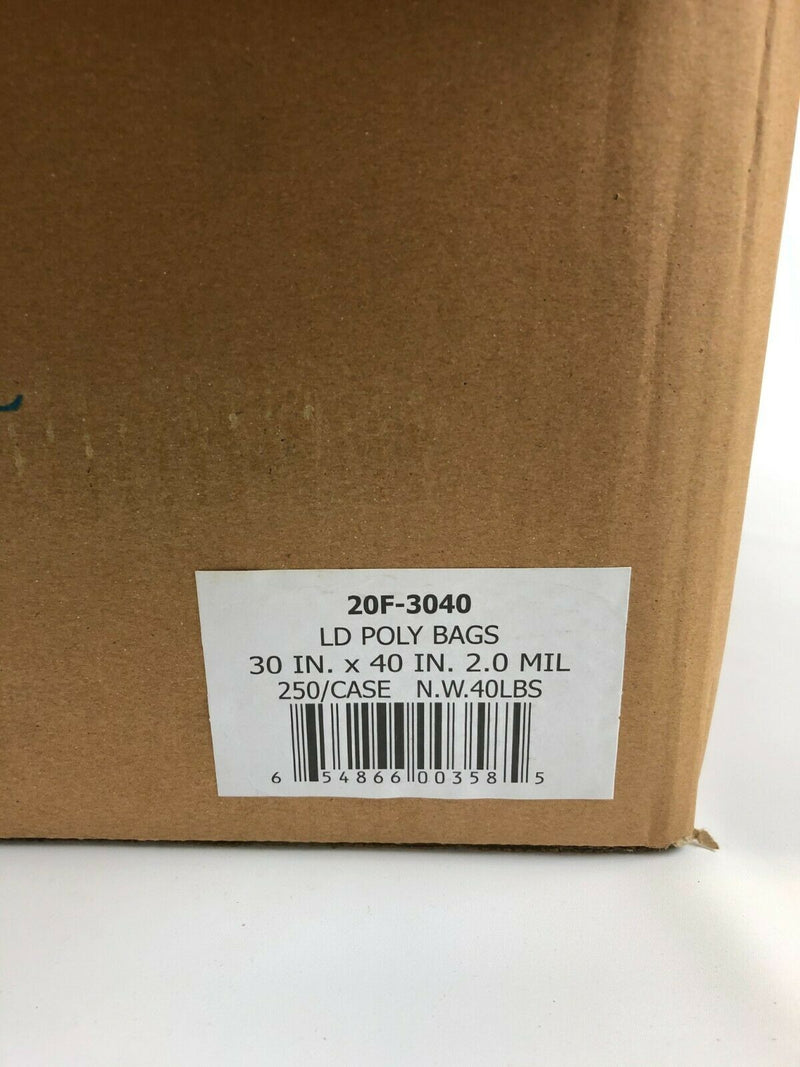 20F-3040
LD POLY BAGS
30 IN. x 40 IN. 2.0 MIL
250/CASE N.W.40LBS
6 54866 00358 5